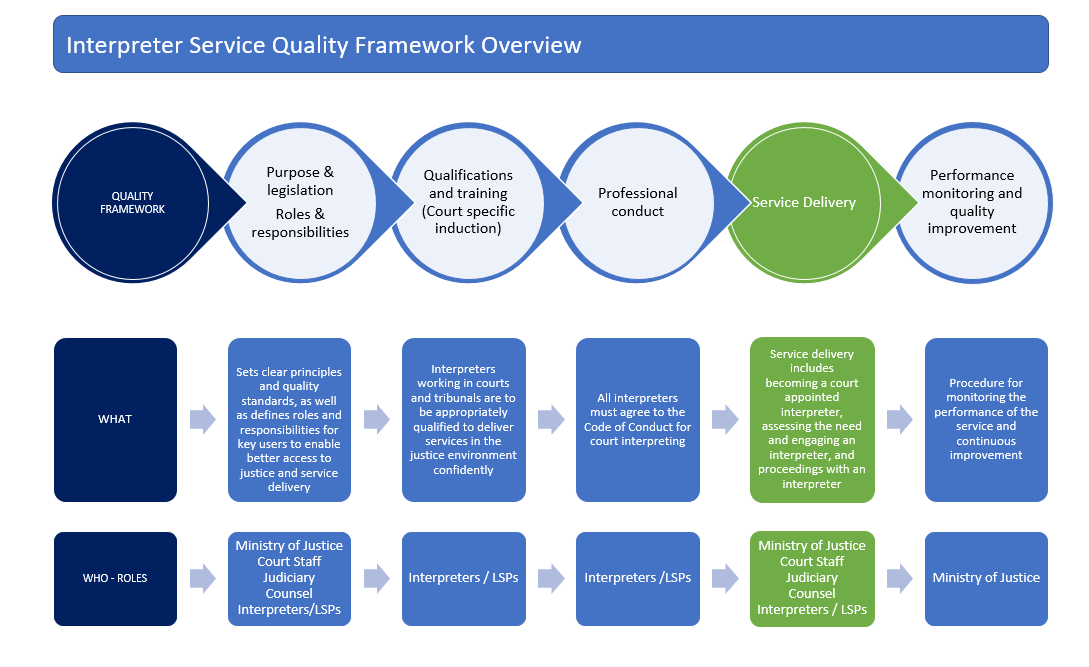 Interpreter Service Quality Framework Overview
QUALITY
FRAMEWORK
Purpose &
legislation
Roles &
responsibilities
Qualifications
and training
(Court specific
induction)
Professional
conduct
Service Delivery
Performance
monitoring and
quality
improvement
WHAT
Sets clear principles
and quality
standards, as well
as defines roles and
responsibilities for
key users to enable
better access to
justice and service
delivery
Interpreters
working in courts
and tribunals are to
be appropriately
qualified to deliver
services in the
justice environment
confidently
All interpreters
must agree to the
Code of Conduct for
court interpreting
Service delivery
includes
becoming a court
appointed
interpreter,
assessing the need
and engaging an
interpreter, and
proceedings with an
interpreter
Procedure for
monitoring the
performance of the
service and
continuous
improvement
WHO - ROLES
Ministry of Justice
Court Staff
Judiciary
Counsel
Interpreters/LSPs
Interpreters / LSPs
Interpreters /LSPs
Ministry of Justice
Court Staff
Judiciary
Counsel
Interpreters / LSPs
Ministry of Justice